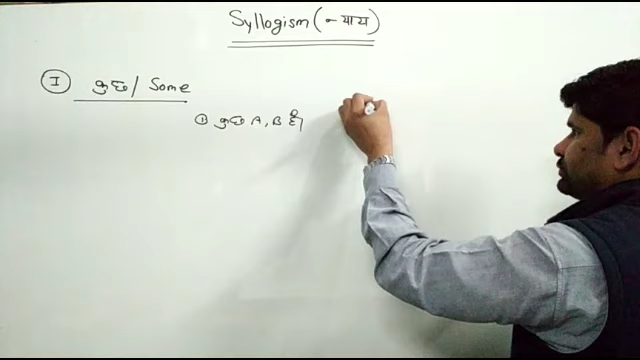 Syllogism (न्याय)
I कुछ / Some
① कुछ A, B हैं